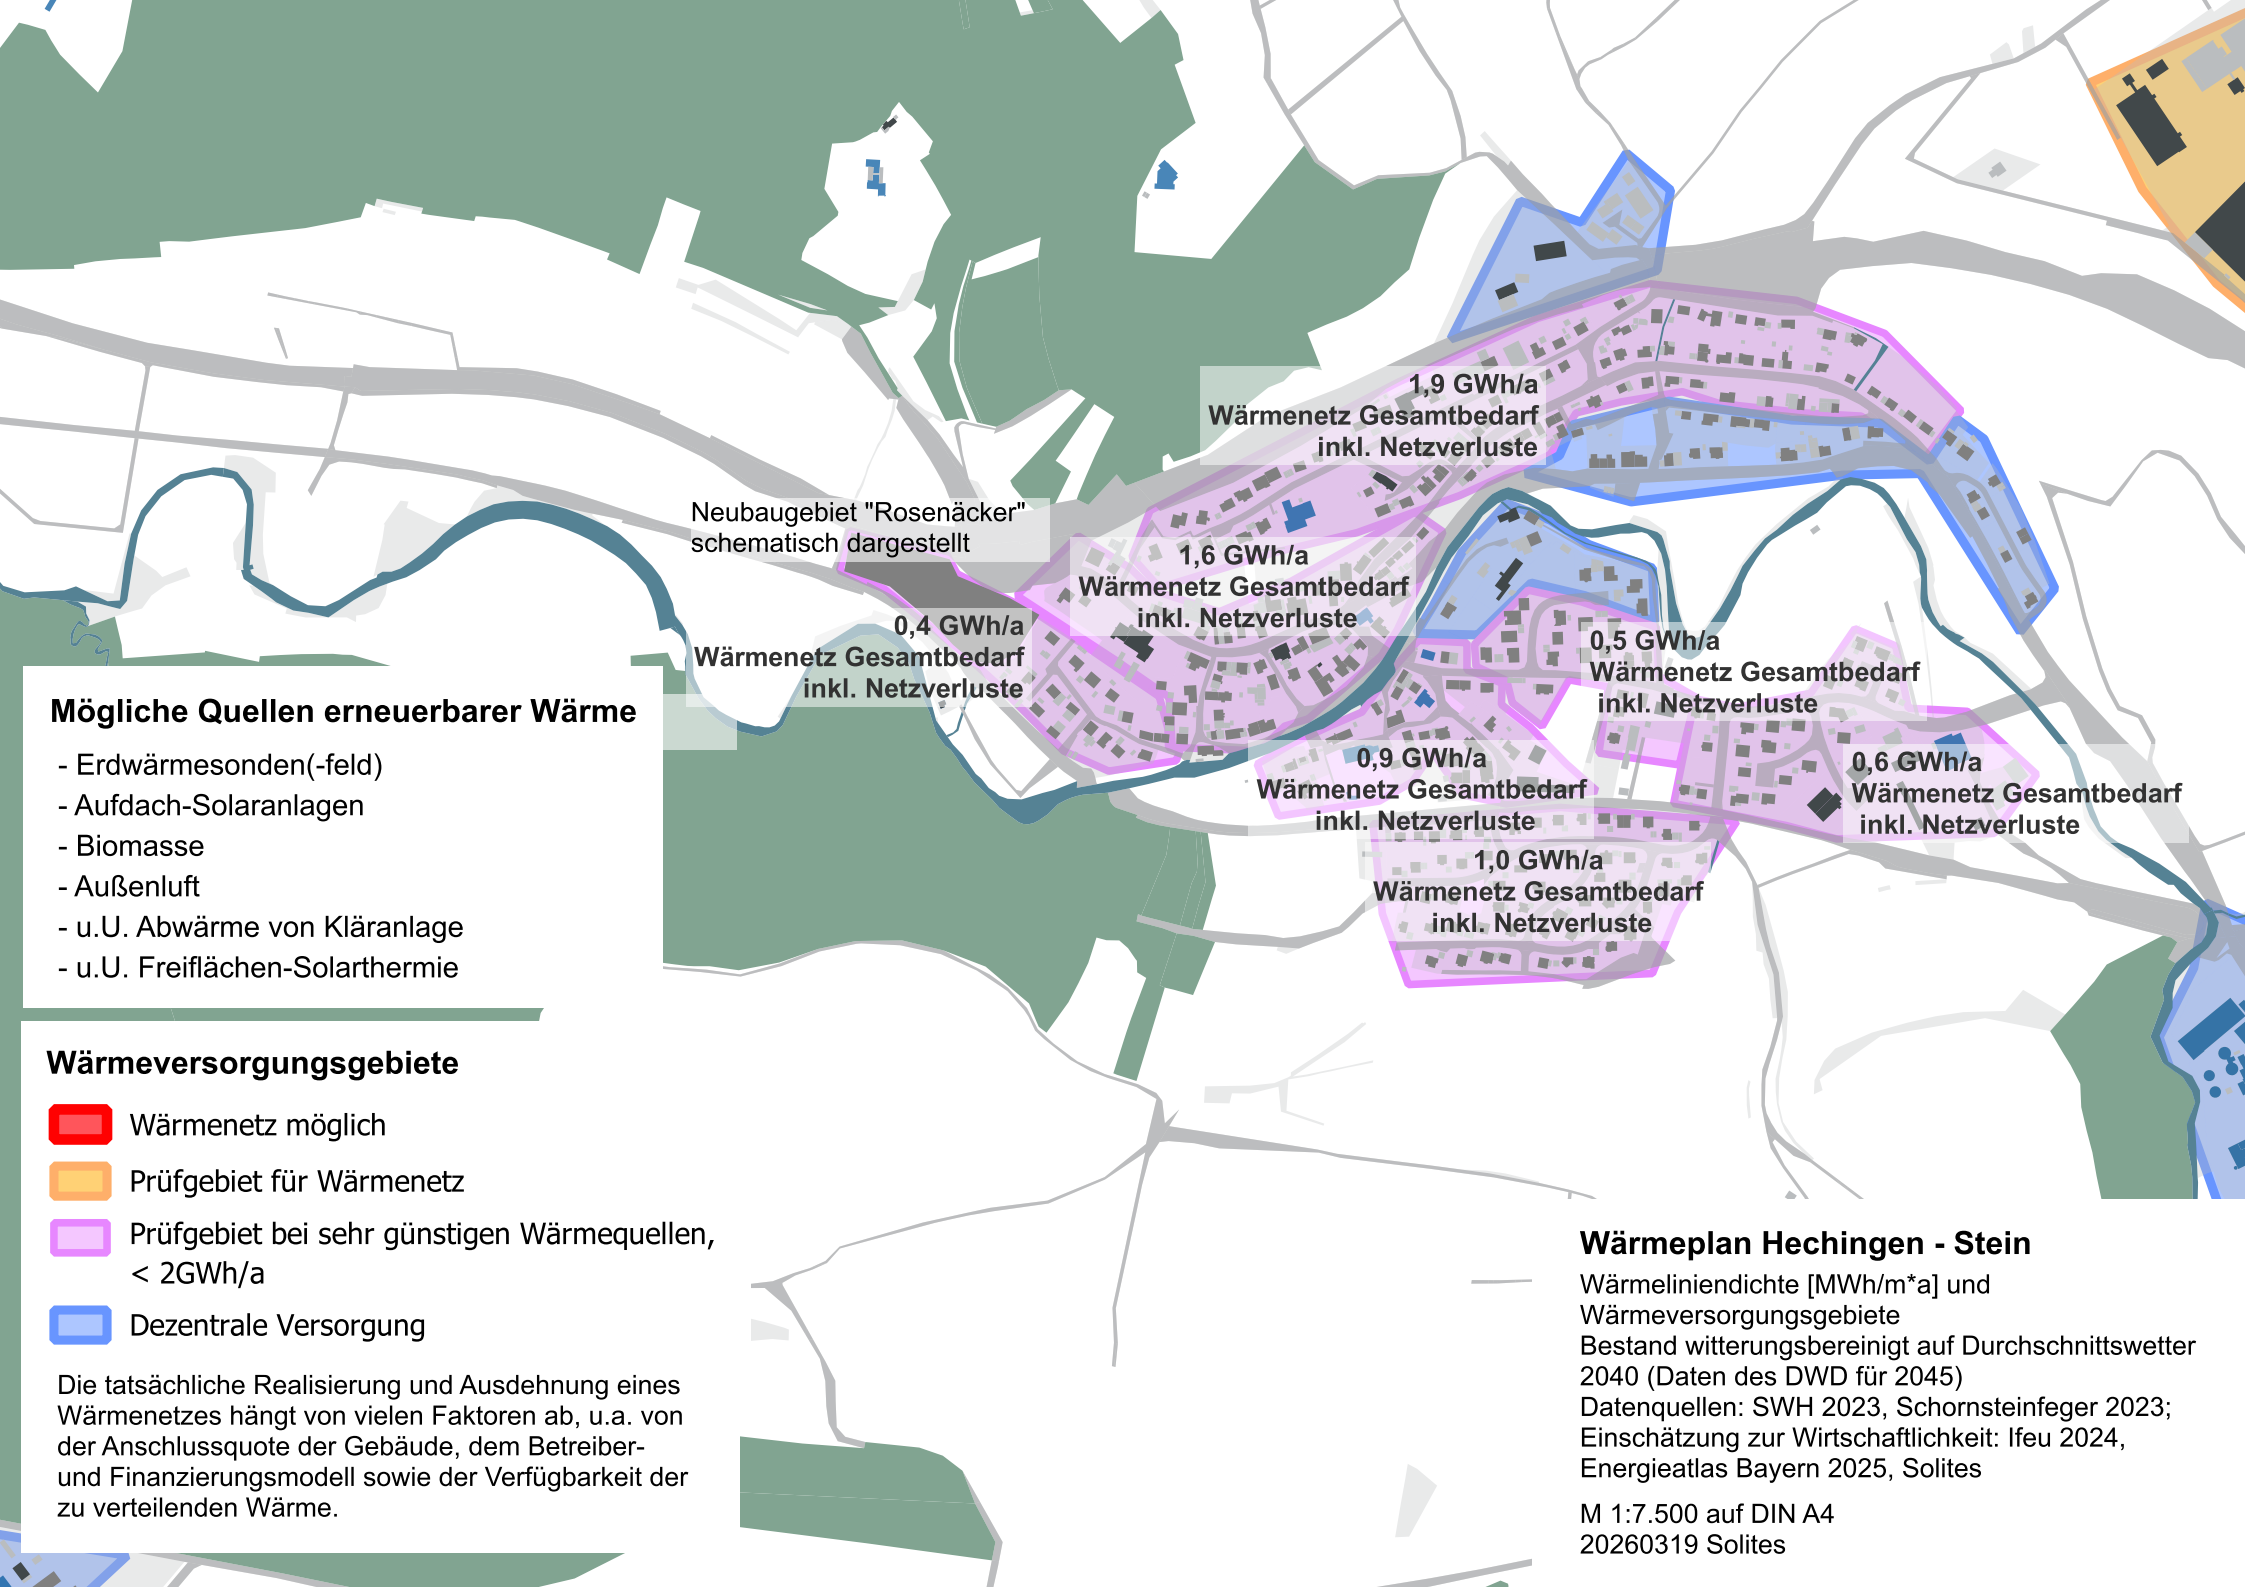 1,9 GWh/a
Wärmenetz Gesamtbedarf
inkl. Netzverluste
Neubaugebiet "Rosenäcker"
schematisch dargestellt
1,6 GWh/a
Wärmenetz Gesamtbedarf
inkl. Netzverluste
0,4 GWh/a
Wärmenetz Gesamtbedarf
inkl. Netzverluste
0,5 GWh/a
Wärmenetz Gesamtbedarf
inkl. Netzverluste
0,9 GWh/a
Wärmenetz Gesamtbedarf
inkl. Netzverluste
0,6 GWh/a
Wärmenetz Gesamtbedarf
inkl. Netzverluste
1,0 GWh/a
Wärmenetz Gesamtbedarf
inkl. Netzverluste
Mögliche Quellen erneuerbarer Wärme
- Erdwärmesonden(-feld)
- Aufdach-Solaranlagen
- Biomasse
- Außenluft
- u.U. Abwärme von Kläranlage
- u.U. Freiflächen-Solarthermie
Wärmeversorgungsgebiete
Wärmenetz möglich
Prüfgebiet für Wärmenetz
Prüfgebiet bei sehr günstigen Wärmequellen,
< 2GWh/a
Dezentrale Versorgung
Die tatsächliche Realisierung und Ausdehnung eines
Wärmenetzes hängt von vielen Faktoren ab, u.a. von
der Anschlussquote der Gebäude, dem Betreiber-
und Finanzierungsmodell sowie der Verfügbarkeit der
zu verteilenden Wärme.
Wärmeplan Hechingen - Stein
Wärmeliniendichte [MWh/m*a] und
Wärmeversorgungsgebiete
Bestand witterungsbereinigt auf Durchschnittswetter
2040 (Daten des DWD für 2045)
Datenquellen: SWH 2023, Schornsteinfeger 2023;
Einschätzung zur Wirtschaftlichkeit: Ifeu 2024,
Energieatlas Bayern 2025, Solites
M 1:7.500 auf DIN A4
20260319 Solites